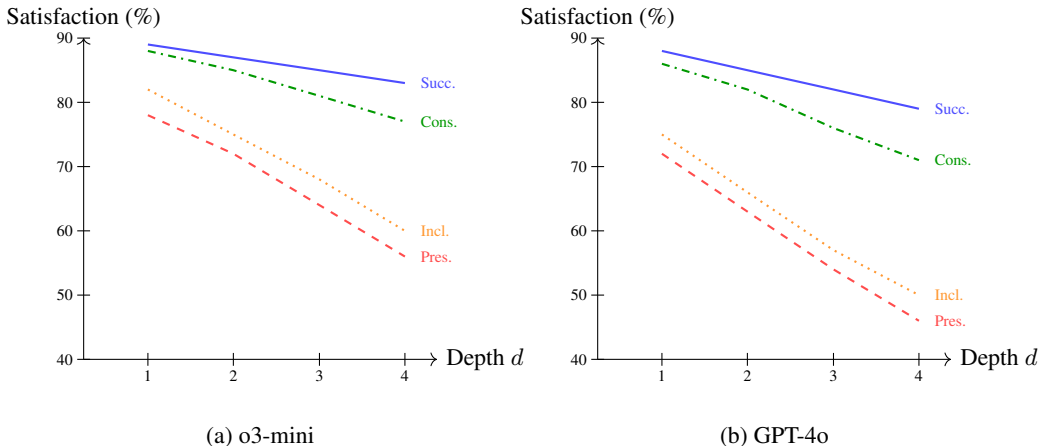 Satisfaction (%)
90
80
70
60
50
40
1
2
3
4
Depth d
Succ.
Cons.
Incl.
Pres.
(a) o3-mini
Satisfaction (%)
90
80
70
60
50
40
1
2
3
4
Depth d
Succ.
Cons.
Incl.
Pres.
(b) GPT-4o